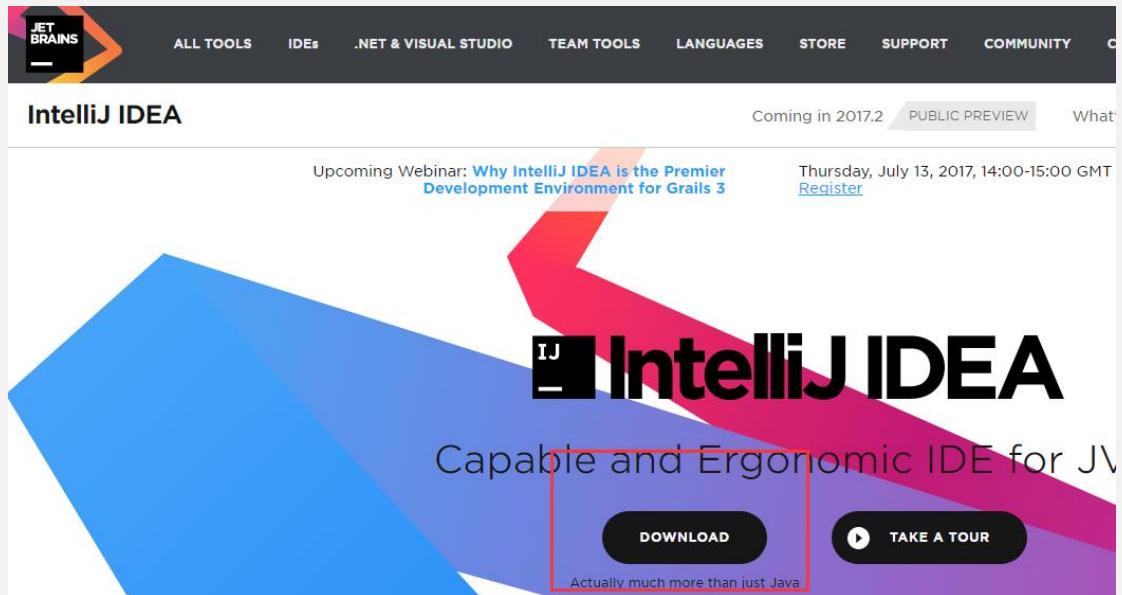 JET
BRAINS
ALL TOOLS IDEs .NET & VISUAL STUDIO TEAM TOOLS LANGUAGES STORE SUPPORT COMMUNITY C
IntelliJ IDEA Coming in 2017.2 PUBLIC PREVIEW What'
Upcoming Webinar: Why IntelliJ IDEA is the Premier Thursday, July 13, 2017, 14:00-15:00 GMT
Development Environment for Grails 3 Register
IJ IntelliJ IDEA
Capable and Ergonomic IDE for JV
DOWNLOAD TAKE A TOUR
Actually much more than just Java